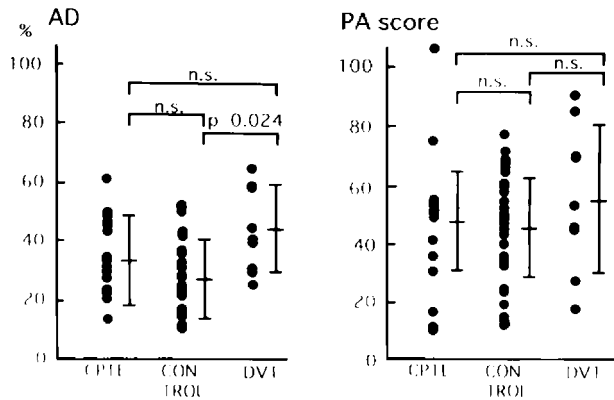 % AD
100
80
60
40
20
0
n.s.
n.s.
p 0.024
CPTE CON DVT
TROL
PA score
100
80
60
40
20
0
n.s.
n.s.
n.s.
CPTE CON DVT
TROL